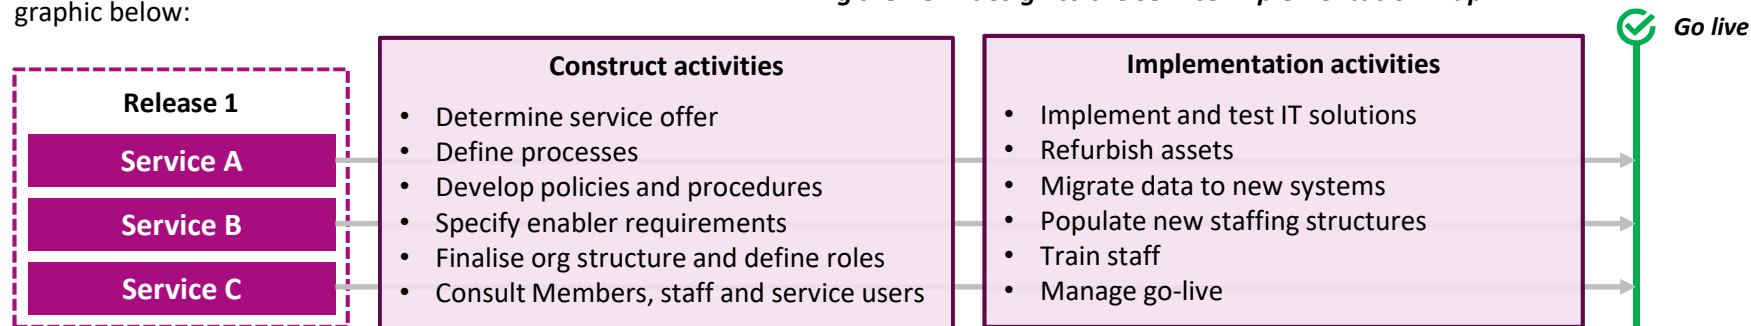 graphic below:
Go live
Release 1
Service A
Service B
Service C
Construct activities
• Determine service offer
• Define processes
• Develop policies and procedures
• Specify enabler requirements
• Finalise org structure and define roles
• Consult Members, staff and service users
Implementation activities
• Implement and test IT solutions
• Refurbish assets
• Migrate data to new systems
• Populate new staffing structures
• Train staff
• Manage go-live